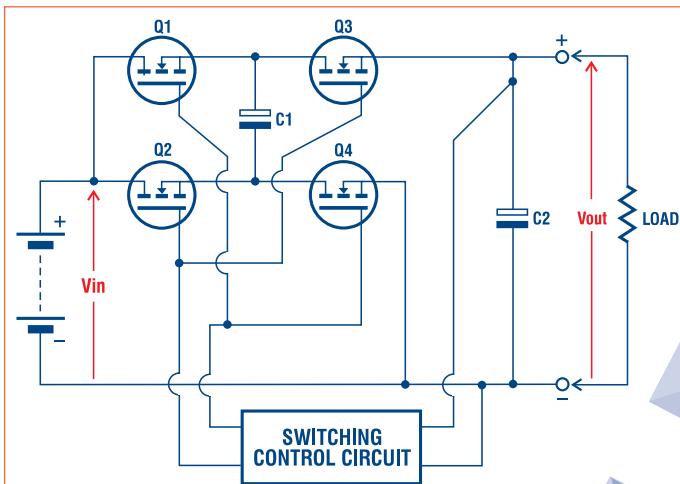 Q1
Q3
+
C1
Q2
Q4
+
C2
Vout
LOAD
Vin
−
−
SWITCHING
CONTROL CIRCUIT